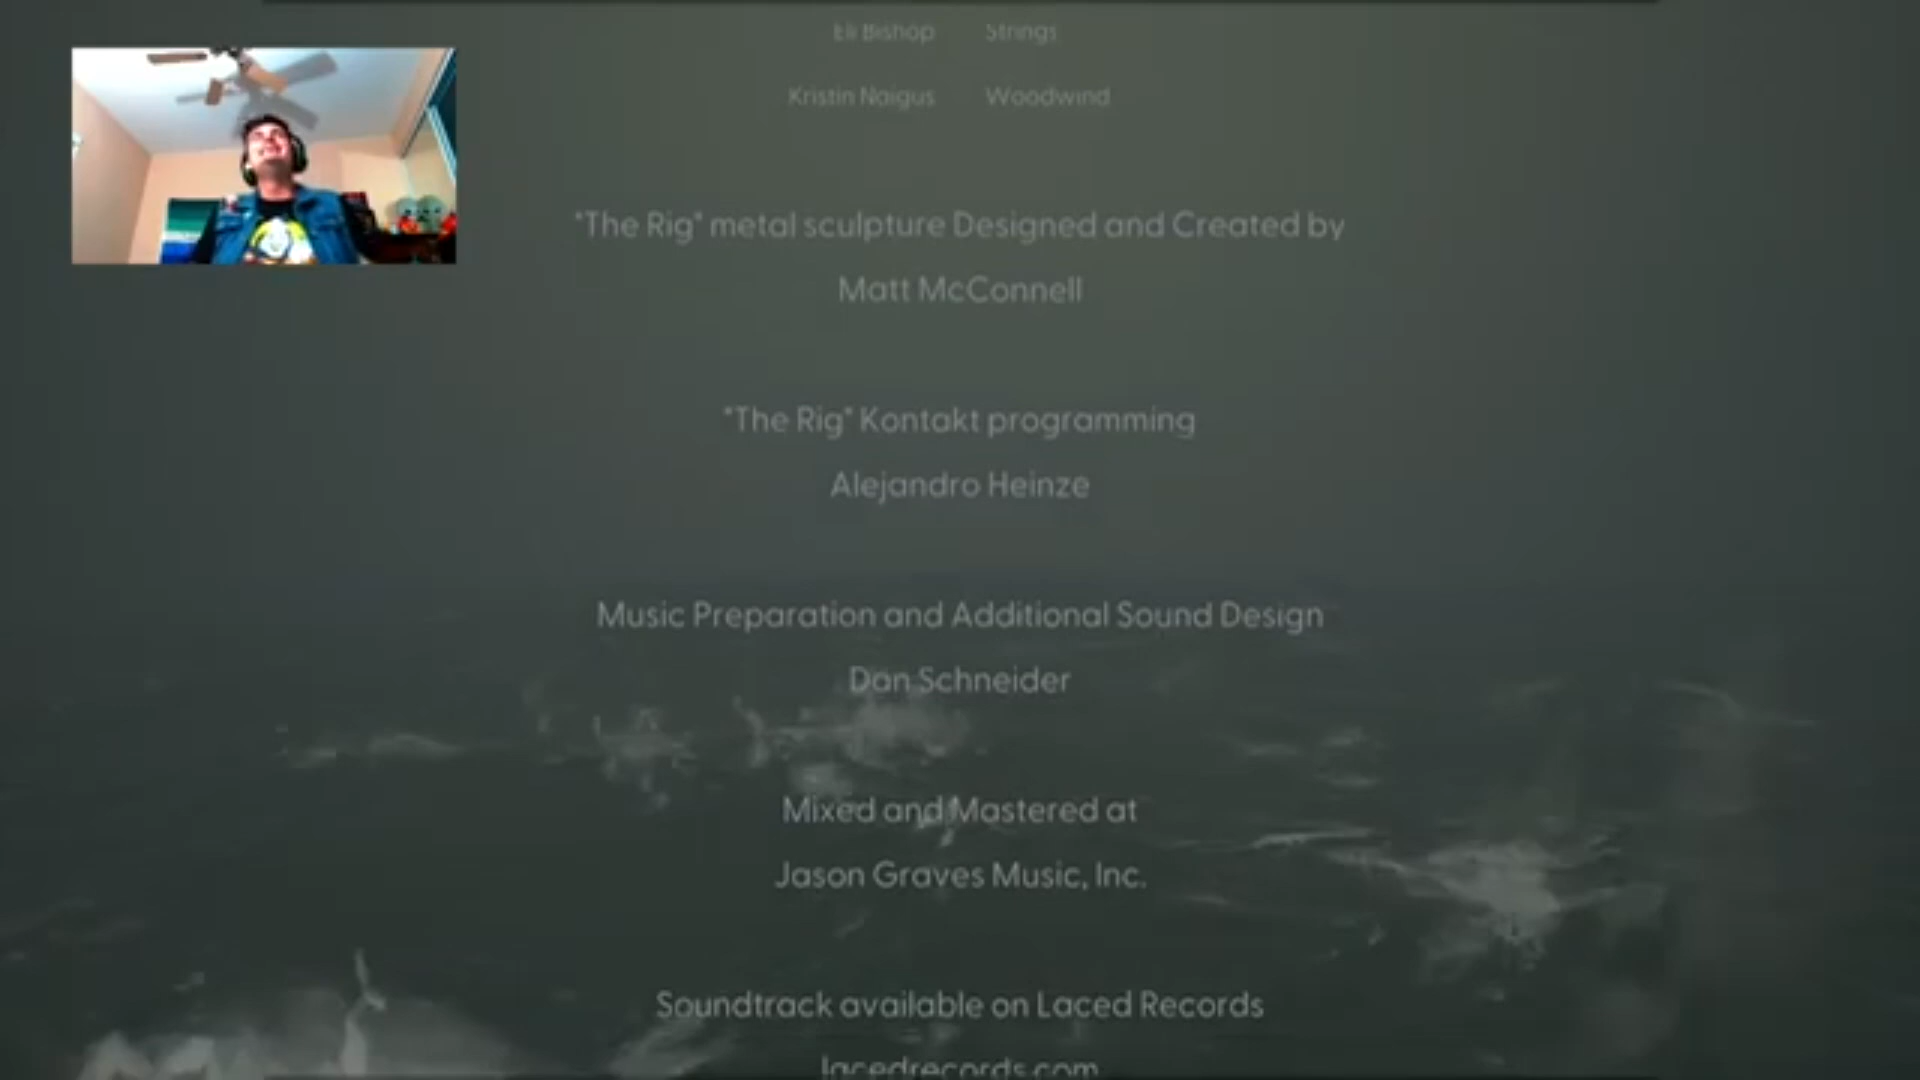 Eli Bishop Strings
Kristin Naigus Woodwind
"The Rig" metal sculpture Designed and Created by
Matt McConnell
"The Rig" Kontakt programming
Alejandro Heinze
Music Preparation and Additional Sound Design
Dan Schneider
Mixed and Mastered at
Jason Graves Music, Inc.
Soundtrack available on Laced Records
lacedrecords.com